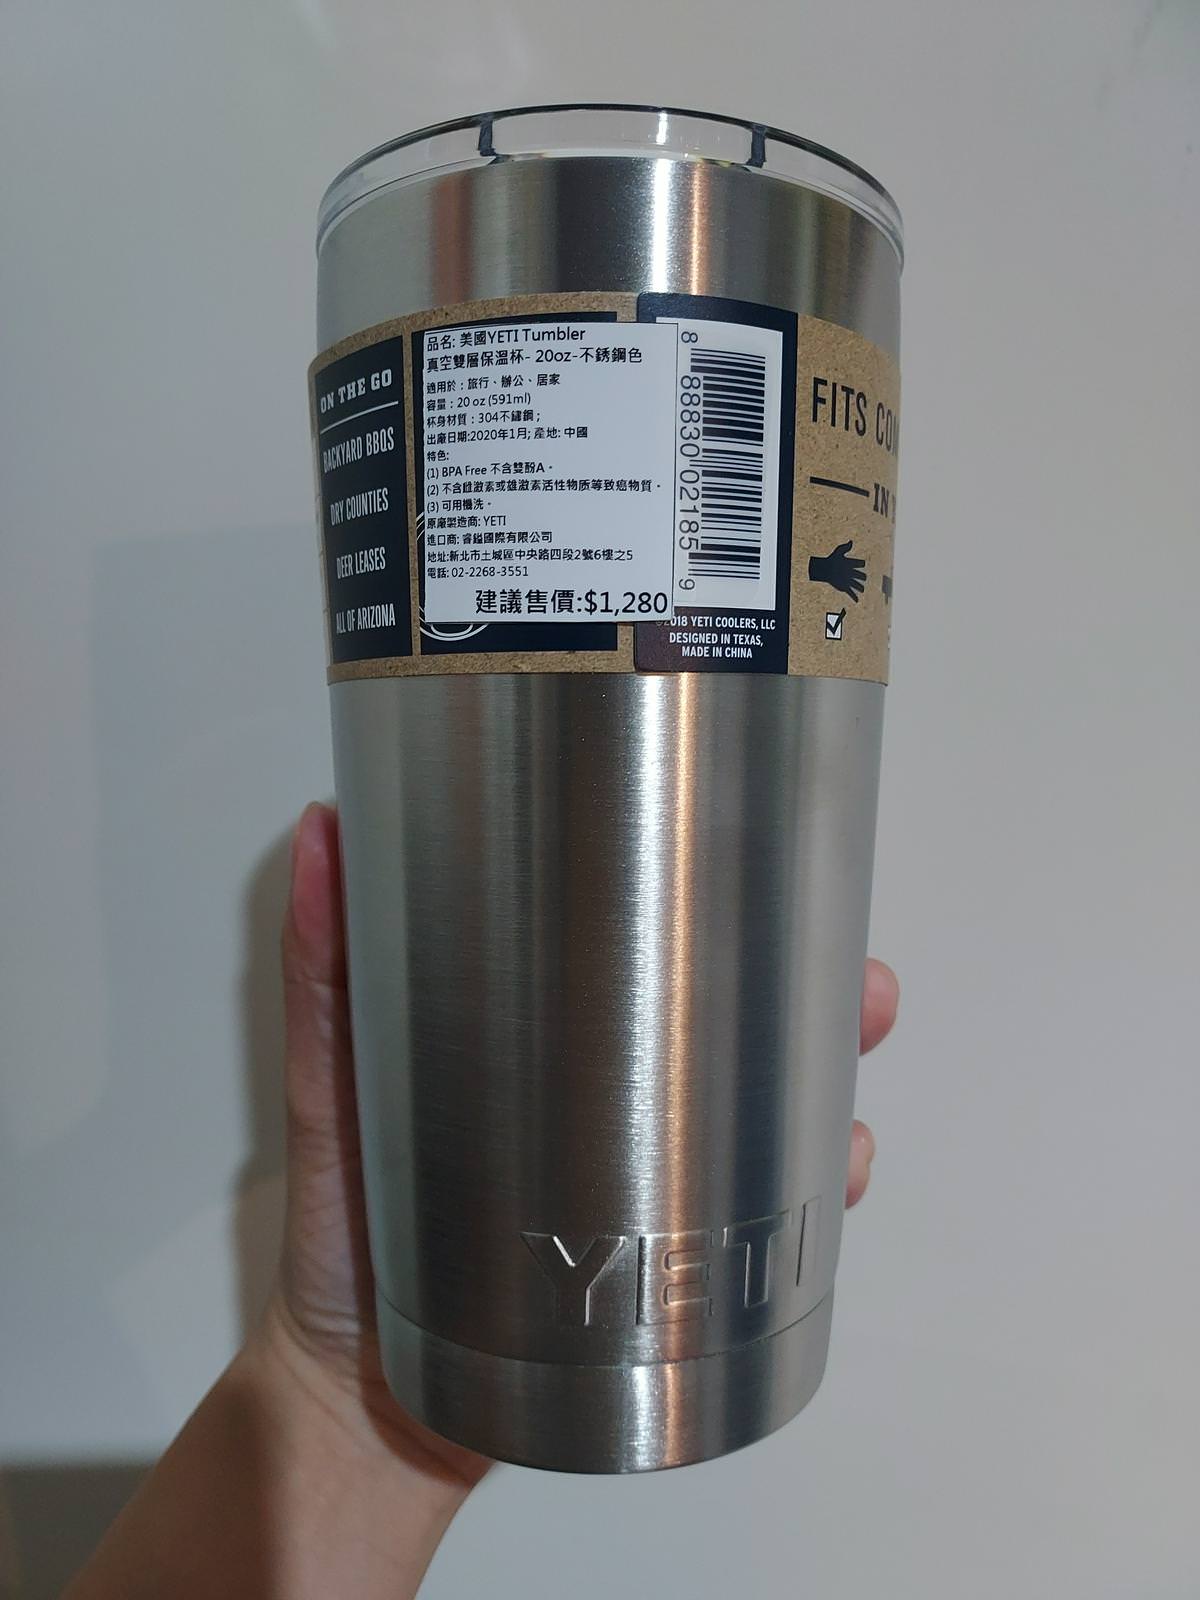 ON THE GO
BACKYARD BBQS
DRY COUNTIES
DEER LEASES
ALL OF ARIZONA
品名: 美國YETI Tumbler
真空雙層保溫杯- 20oz-不銹鋼色
適用於：旅行、辦公、居家
容量：20 oz (591ml)
杯身材質：304不鏽鋼；
出廠日期:2020年1月; 產地: 中國
特色:
(1) BPA Free 不含雙酚A。
(2) 不含雌激素或雄激素活性物质等致癌物質。
(3) 可用機洗。
原廠製造商: YETI
進口商: 睿鎰國際有限公司
地址:新北市土城區中央路四段2號6樓之5
電話: 02-2268-3551
建議售價:$1,280
8 88830 02185 9
2018 YETI COOLERS, LLC
DESIGNED IN TEXAS,
MADE IN CHINA
FITS
IN
YETI